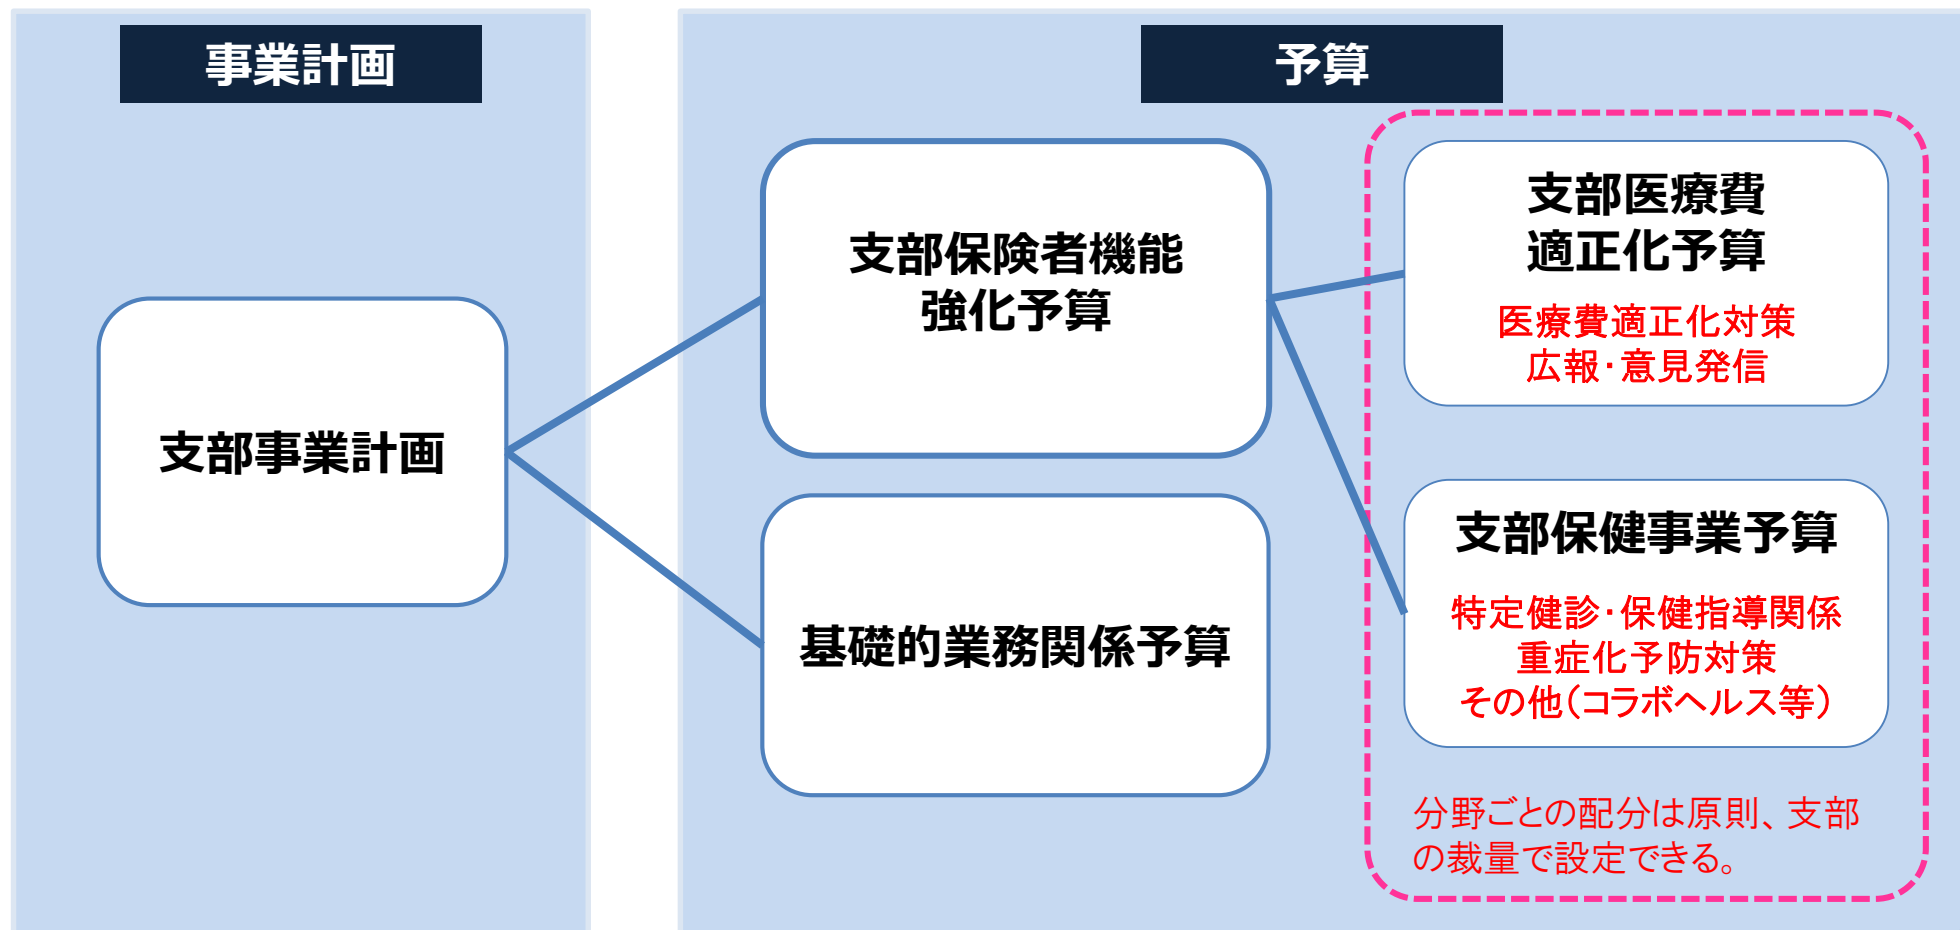 事業計画
予算
支部事業計画
支部保険者機能
強化予算
基礎的業務関係予算
支部医療費
適正化予算
医療費適正化対策
広報・意見発信
支部保健事業予算
特定健診・保健指導関係
重症化予防対策
その他（コラボヘルス等）
分野ごとの配分は原則、支部
の裁量で設定できる。